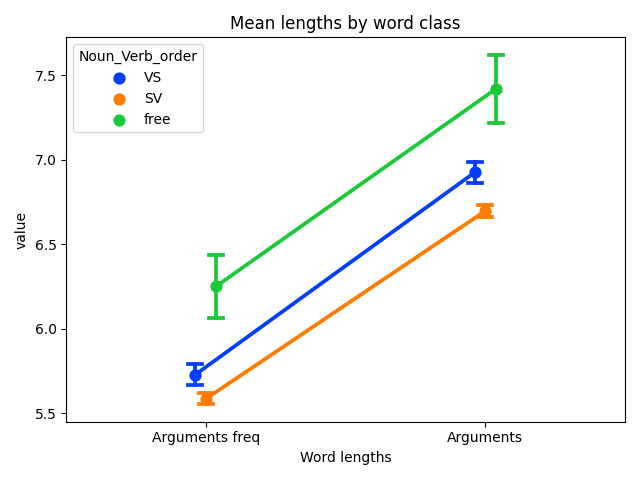 Mean lengths by word class
Noun_Verb_order
VS
SV
free
value
7.5
7.0
6.5
6.0
5.5
Arguments freq
Arguments
Word lengths